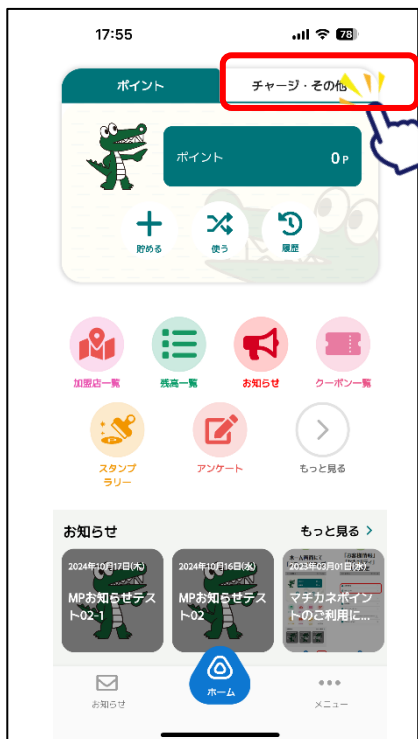 17:55
78
ポイント
チャージ・その他
ポイント
0 P
貯める
使う
履歴
加盟店一覧
残高一覧
お知らせ
クーポン一覧
スタンプ
ラリー
アンケート
もっと見る
お知らせ
もっと見る
2024年10月17日(木)
MPお知らせテス
ト02-1
2024年10月16日(水)
MPお知らせテス
ト02
2023年03月01日(水)
マチカネポイン
トのご利用に...
お知らせ
ホーム
メニュー